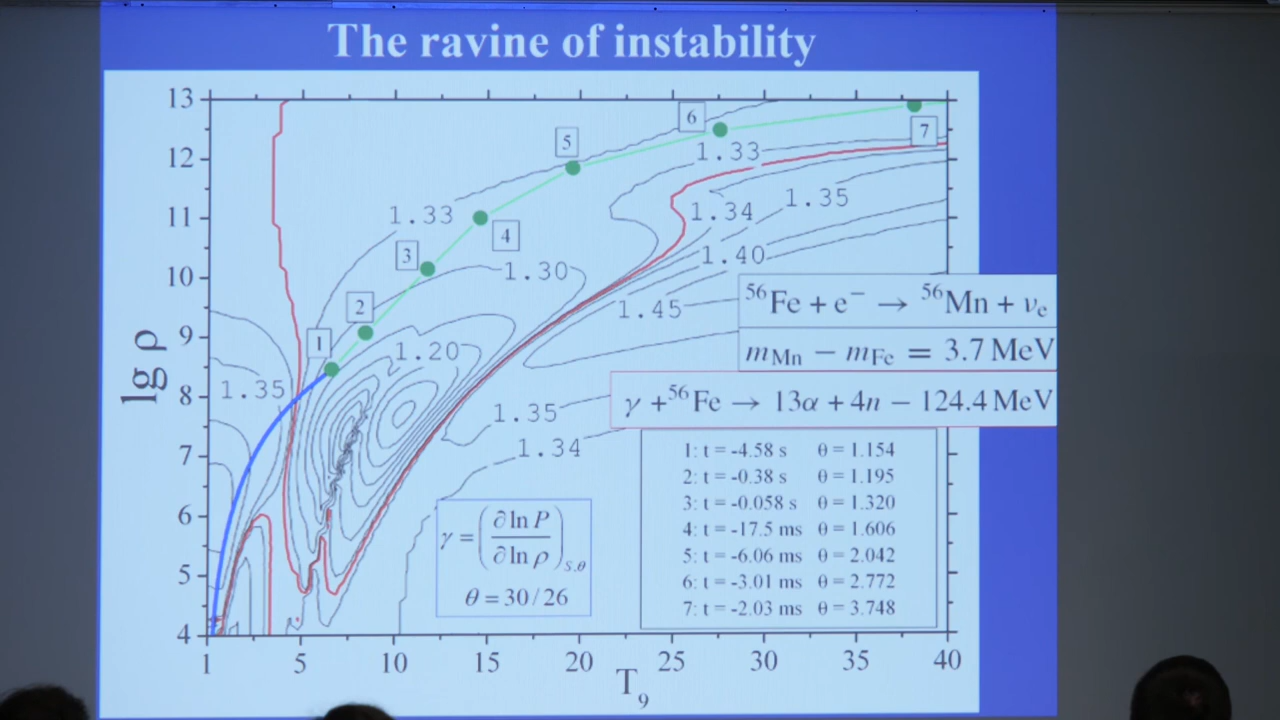 The ravine of instability
13
12
11
10
9
8
7
6
5
4
lg ρ
1
5
10
15
20
25
30
35
40
T₉
1
2
3
4
5
6
7
1.33
1.33
1.34
1.35
1.30
1.40
1.45
1.20
1.35
1.35
1.34
⁵⁶Fe + e⁻ → ⁵⁶Mn + νₑ
m_Mn − m_Fe = 3.7 MeV
γ + ⁵⁶Fe → 13α + 4n − 124.4 MeV
γ = (∂ ln P / ∂ ln ρ)_S,θ
θ = 30 / 26
1: t = -4.58 s θ = 1.154
2: t = -0.38 s θ = 1.195
3: t = -0.058 s θ = 1.320
4: t = -17.5 ms θ = 1.606
5: t = -6.06 ms θ = 2.042
6: t = -3.01 ms θ = 2.772
7: t = -2.03 ms θ = 3.748